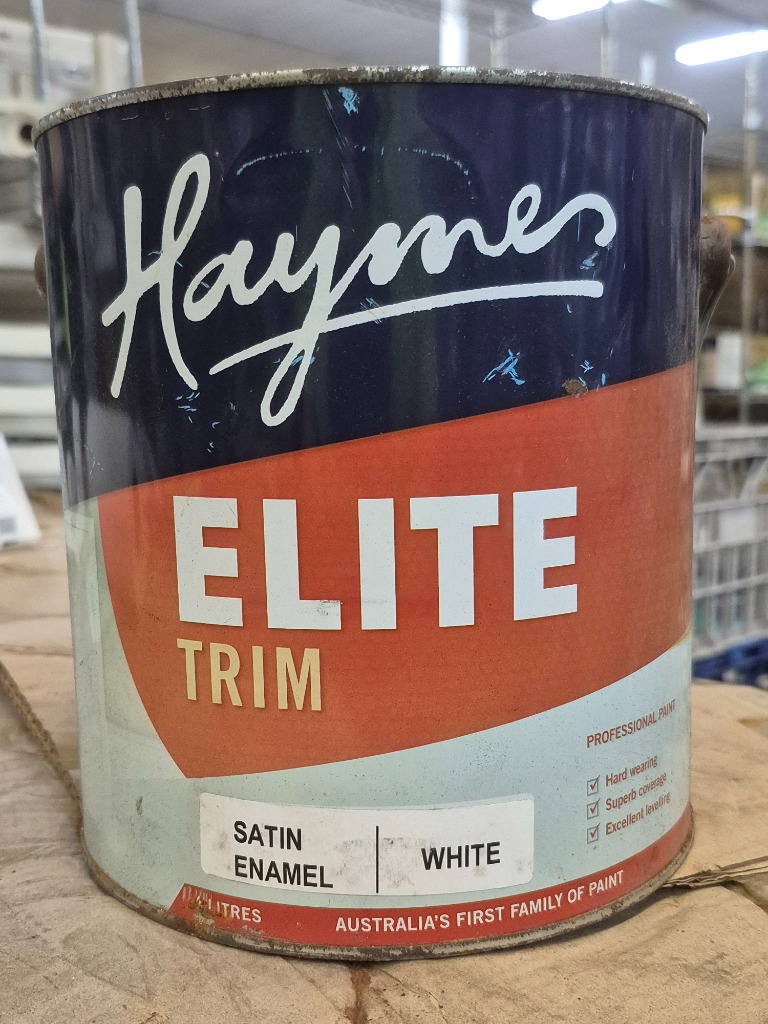 Haymes
ELITE
TRIM
PROFESSIONAL PAINT
Hard wearing
Superb coverage
Excellent levelling
SATIN
ENAMEL
WHITE
LITRES
AUSTRALIA'S FIRST FAMILY OF PAINT